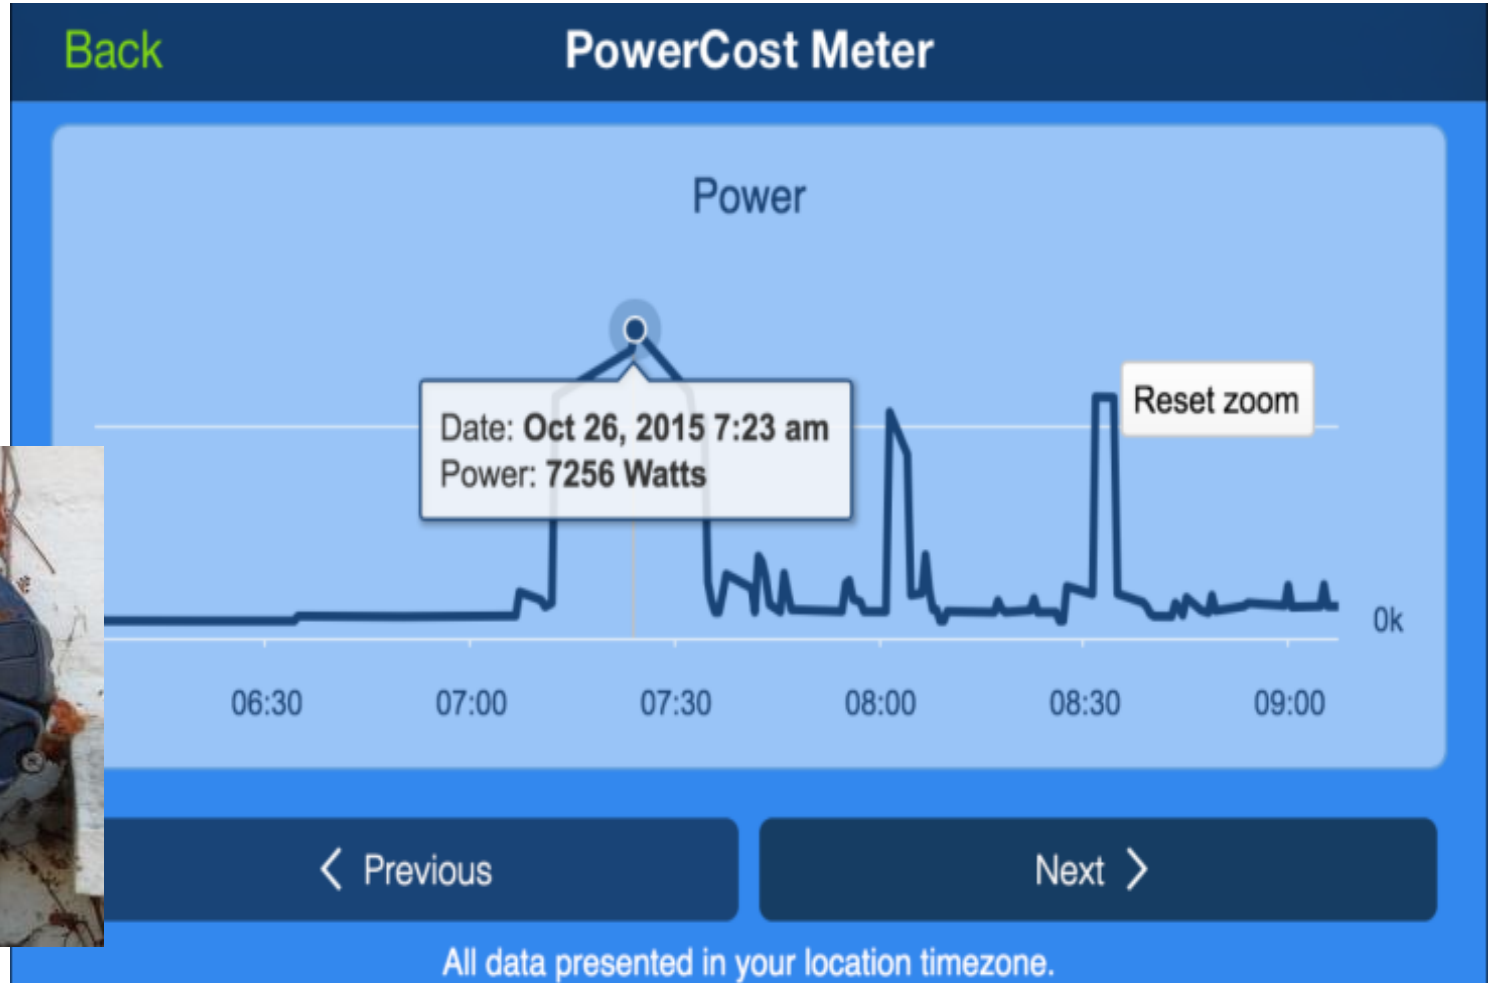 Back
PowerCost Meter
Power
Reset zoom
Date: Oct 26, 2015 7:23 am
Power: 7256 Watts
0k
06:30 07:00 07:30 08:00 08:30 09:00
Previous
Next
All data presented in your location timezone.